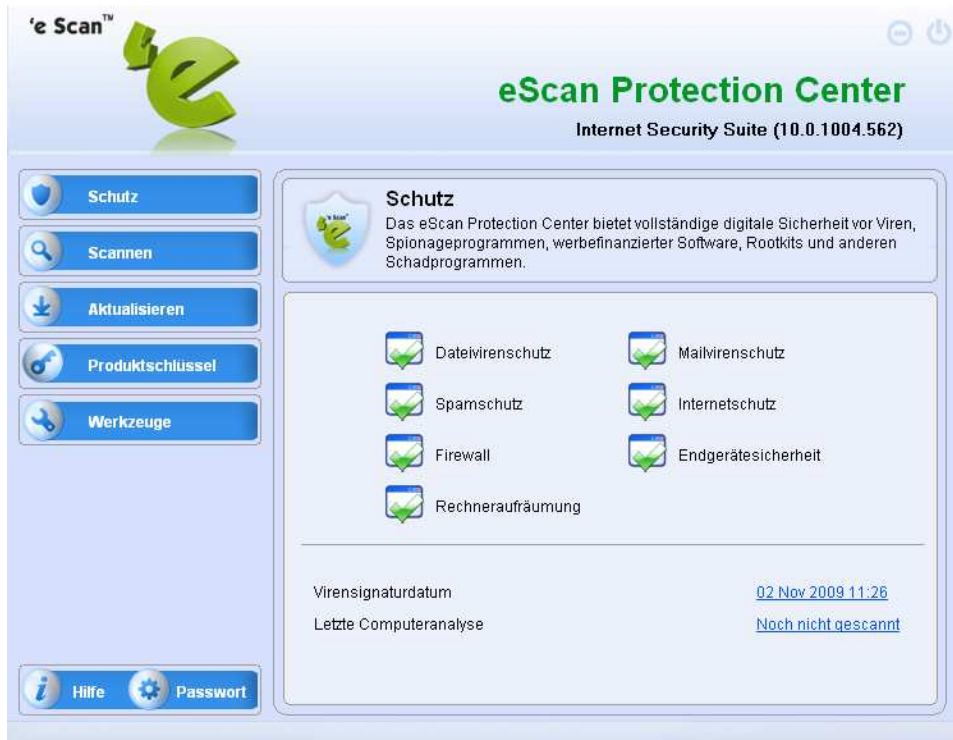 'e Scan™
eScan Protection Center
Internet Security Suite (10.0.1004.562)
Schutz
Scannen
Aktualisieren
Produktschlüssel
Werkzeuge
Hilfe
Passwort
'e Scan™
Schutz
Das eScan Protection Center bietet vollständige digitale Sicherheit vor Viren,
Spionageprogrammen, werbefinanzierter Software, Rootkits und anderen
Schadprogrammen.
Dateivirenschutz
Mailvirenschutz
Spamschutz
Internetschutz
Firewall
Endgerätesicherheit
Rechneraufräumung
Virensignaturdatum
02 Nov 2009 11:26
Letzte Computeranalyse
Noch nicht gescannt